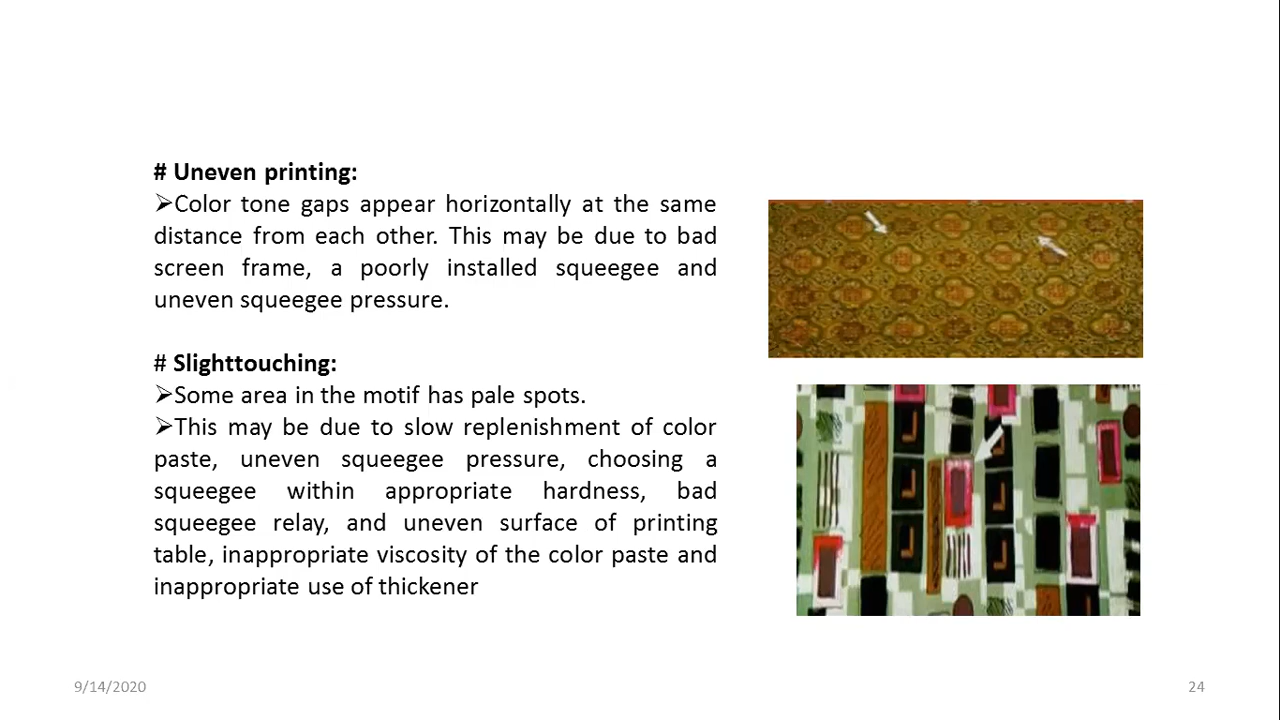 # Uneven printing:
➢Color tone gaps appear horizontally at the same
distance from each other. This may be due to bad
screen frame, a poorly installed squeegee and
uneven squeegee pressure.
# Slighttouching:
➢Some area in the motif has pale spots.
➢This may be due to slow replenishment of color
paste, uneven squeegee pressure, choosing a
squeegee within appropriate hardness, bad
squeegee relay, and uneven surface of printing
table, inappropriate viscosity of the color paste and
inappropriate use of thickener
9/14/2020
24